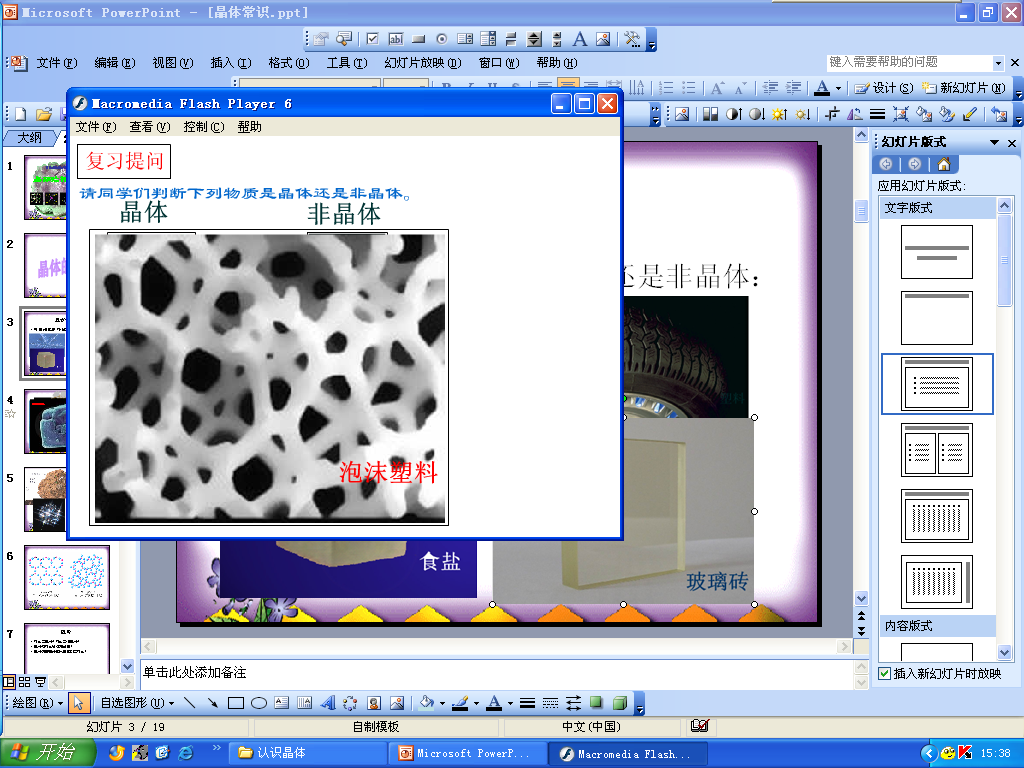 Microsoft PowerPoint - [晶体常识.ppt]
文件(F) 编辑(E) 视图(V) 插入(I) 格式(O) 工具(T) 幻灯片放映(D) 窗口(W) 帮助(H)
键入需要帮助的问题
设计(S) 新幻灯片(N)
Macromedia Flash Player 6
文件(F) 查看(V) 控制(C) 帮助
复习提问
请同学们判断下列物质是晶体还是非晶体。
晶体 非晶体
泡沫塑料
大纲
1
2
3
4
5
6
7
还是非晶体：
食盐
玻璃砖
幻灯片版式
应用幻灯片版式:
文字版式
内容版式
插入新幻灯片时放映
单击此处添加备注
绘图(R) 自选图形(U)
幻灯片 3 / 19 自制模板 中文(中国)
开始 认识晶体 Microsoft PowerP... Macromedia Flash... 15:38